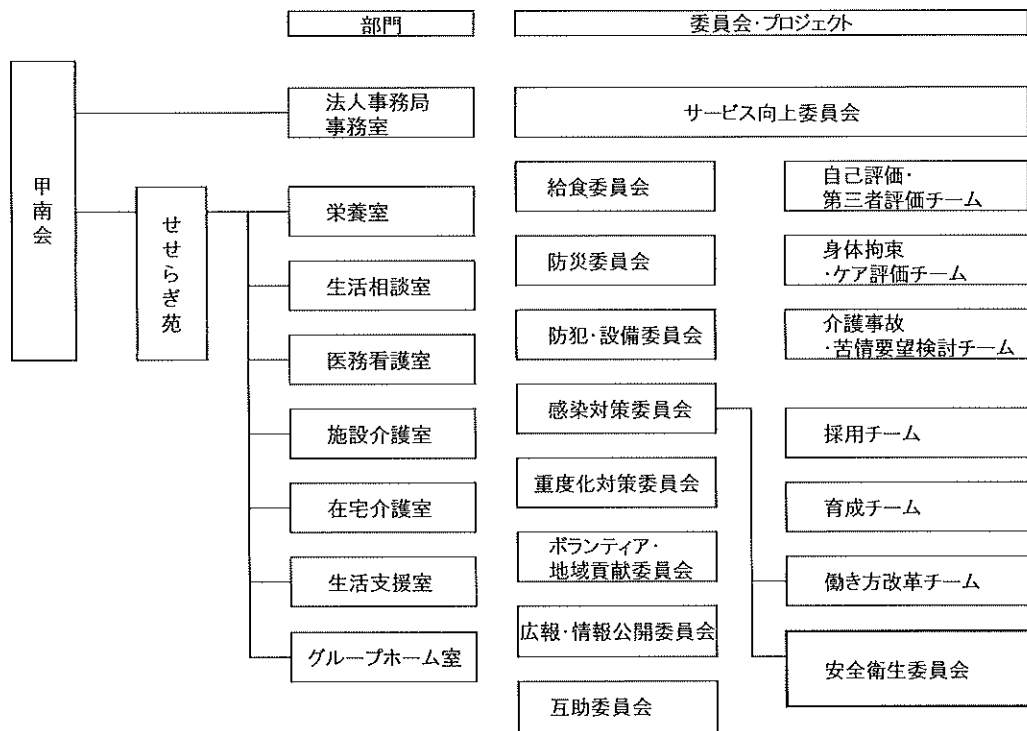 部門
委員会・プロジェクト
甲南会
せせらぎ苑
法人事務局
事務室
栄養室
生活相談室
医務看護室
施設介護室
在宅介護室
生活支援室
グループホーム室
サービス向上委員会
給食委員会
防災委員会
防犯・設備委員会
感染対策委員会
重度化対策委員会
ボランティア・
地域貢献委員会
広報・情報公開委員会
互助委員会
自己評価・
第三者評価チーム
身体拘束
・ケア評価チーム
介護事故
・苦情要望検討チーム
採用チーム
育成チーム
働き方改革チーム
安全衛生委員会